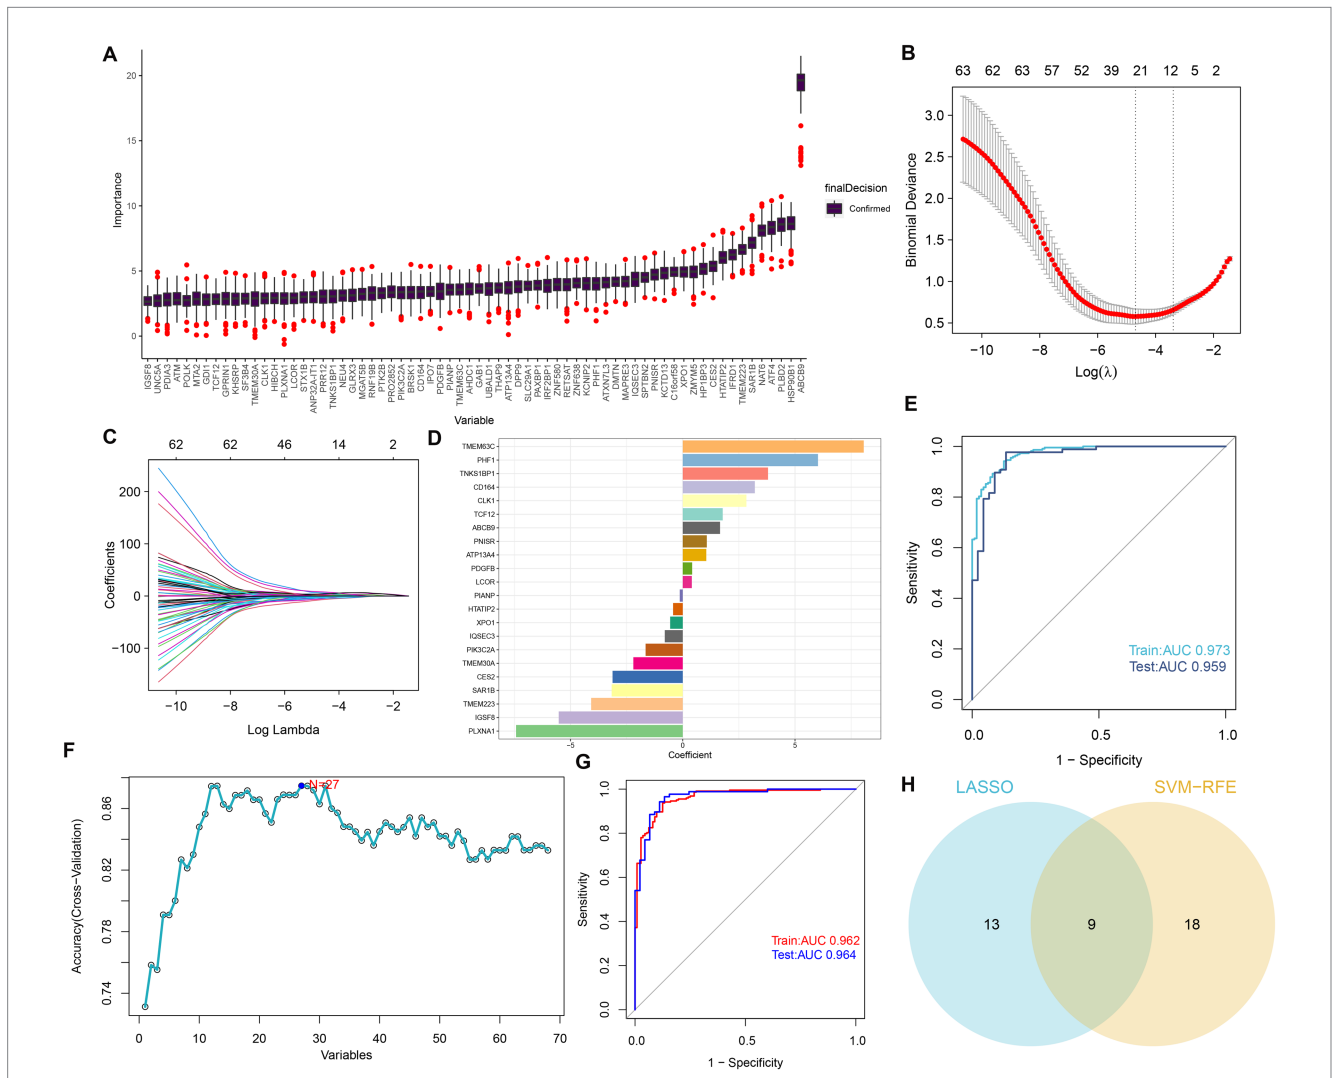 A
20
15
10
5
0
Importance
finalDecision
Confirmed
IGSF8
UNC5A
PDIA3
ATM
POLK
MTA2
GDI1
TCF12
GPRIN1
KHSRP
SF3B4
TMEM30A
CLK1
HIBCH
PLXNA1
LCOR
STX1B
ANP32A-IT1
PRR12
TNKS1BP1
NEU4
GLRX3
MGAT5B
RNF19B
PTK2B
PRO2852
PIK3C2A
BRSK1
CD164
IPO7
PDGFB
PIANP
TMEM63C
AHDC1
GAB1
UBALD1
THAP9
ATP13A4
DPP9
SLC29A1
PAXBP1
IRF2BP1
ZNF580
RETSAT
ZNF638
KCNIP2
PHF1
ATXN7L3
DMTN
MAPRE3
IQSEC3
SPTBN2
PNISR
KCTD13
C16orf58
XPO1
ZMYM5
HP1BP3
CES2
HTATIP2
IFRD1
TMEM223
SAR1B
NAT6
ATF4
PLBD2
HSP90B1
ABCB9
Variable
B
63 62 63 57 52 39 21 12 5 2
3.0
2.5
2.0
1.5
1.0
0.5
Binomial Deviance
−10 −8 −6 −4 −2
Log(λ)
C
62 62 46 14 2
200
100
0
−100
Coefficients
−10 −8 −6 −4 −2
Log Lambda
D
TMEM63C
PHF1
TNKS1BP1
CD164
CLK1
TCF12
ABCB9
PNISR
ATP13A4
PDGFB
LCOR
PIANP
HTATIP2
XPO1
IQSEC3
PIK3C2A
TMEM30A
CES2
SAR1B
TMEM223
IGSF8
PLXNA1
−5 0 5
Coefficient
E
1.0
0.8
0.6
0.4
0.2
0.0
Sensitivity
Train:AUC 0.973
Test:AUC 0.959
0.0 0.5 1.0
1 − Specificity
F
0.86
0.82
0.78
0.74
Accuracy(Cross−Validation)
N=27
0 10 20 30 40 50 60 70
Variables
G
1.0
0.8
0.6
0.4
0.2
0.0
Sensitivity
Train:AUC 0.962
Test:AUC 0.964
0.0 0.5 1.0
1 − Specificity
H
LASSO SVM−RFE
13 9 18